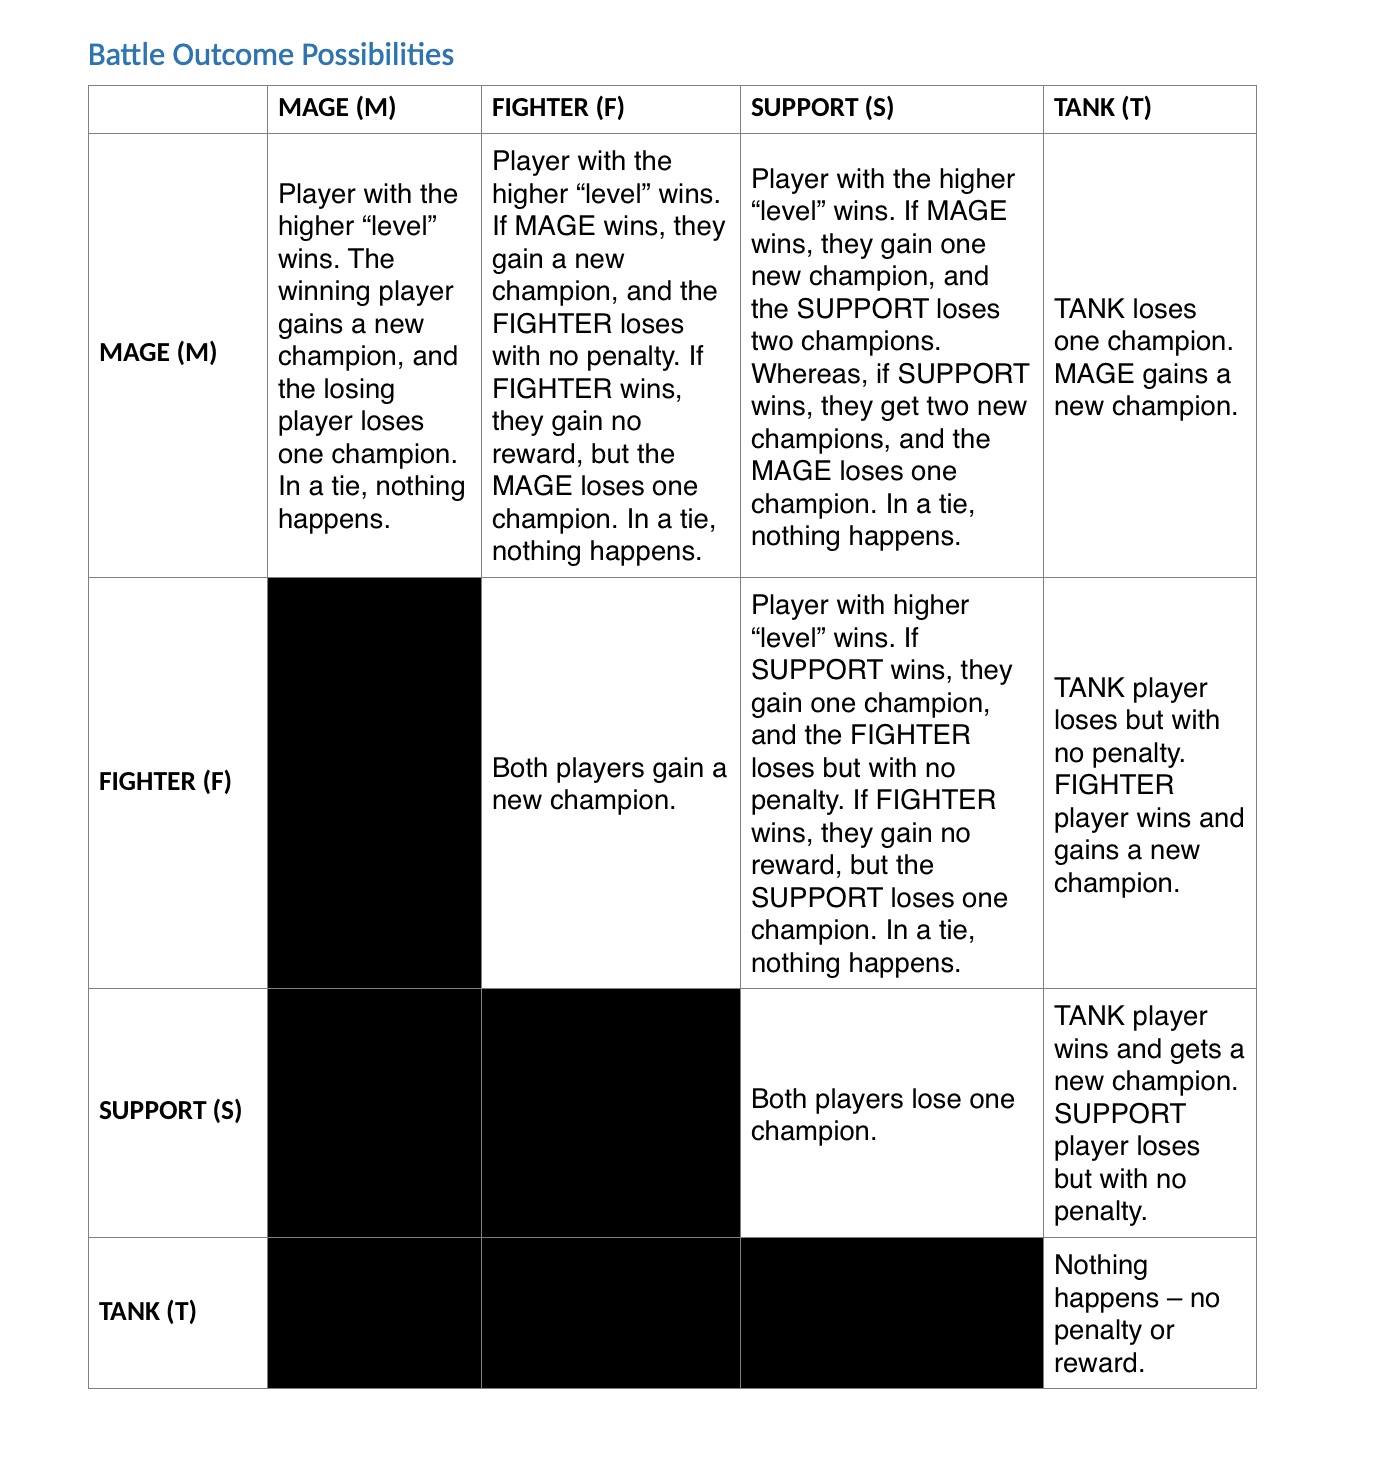 Battle Outcome Possibilities
MAGE (M)
FIGHTER (F)
SUPPORT (S)
TANK (T)
MAGE (M)
Player with the
higher “level”
wins. The
winning player
gains a new
champion, and
the losing
player loses
one champion.
In a tie, nothing
happens.
Player with the
higher “level” wins.
If MAGE wins, they
gain a new
champion, and the
FIGHTER loses
with no penalty. If
FIGHTER wins,
they gain no
reward, but the
MAGE loses one
champion. In a tie,
nothing happens.
Player with the higher
“level” wins. If MAGE
wins, they gain one
new champion, and
the SUPPORT loses
two champions.
Whereas, if SUPPORT
wins, they get two new
champions, and the
MAGE loses one
champion. In a tie,
nothing happens.
TANK loses
one champion.
MAGE gains a
new champion.
FIGHTER (F)
Both players gain a
new champion.
Player with higher
“level” wins. If
SUPPORT wins, they
gain one champion,
and the FIGHTER
loses but with no
penalty. If FIGHTER
wins, they gain no
reward, but the
SUPPORT loses one
champion. In a tie,
nothing happens.
TANK player
loses but with
no penalty.
FIGHTER
player wins and
gains a new
champion.
SUPPORT (S)
Both players lose one
champion.
TANK player
wins and gets a
new champion.
SUPPORT
player loses
but with no
penalty.
TANK (T)
Nothing
happens – no
penalty or
reward.